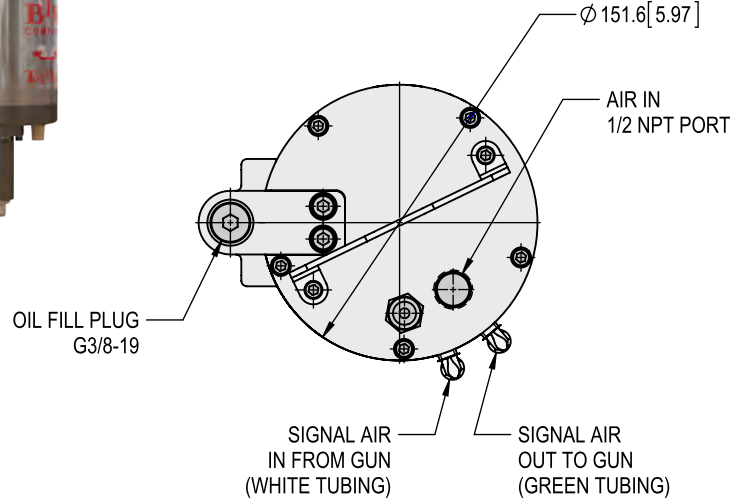 Ø 151.6[5.97]
AIR IN
1/2 NPT PORT
OIL FILL PLUG
G3/8-19
SIGNAL AIR
IN FROM GUN
(WHITE TUBING)
SIGNAL AIR
OUT TO GUN
(GREEN TUBING)